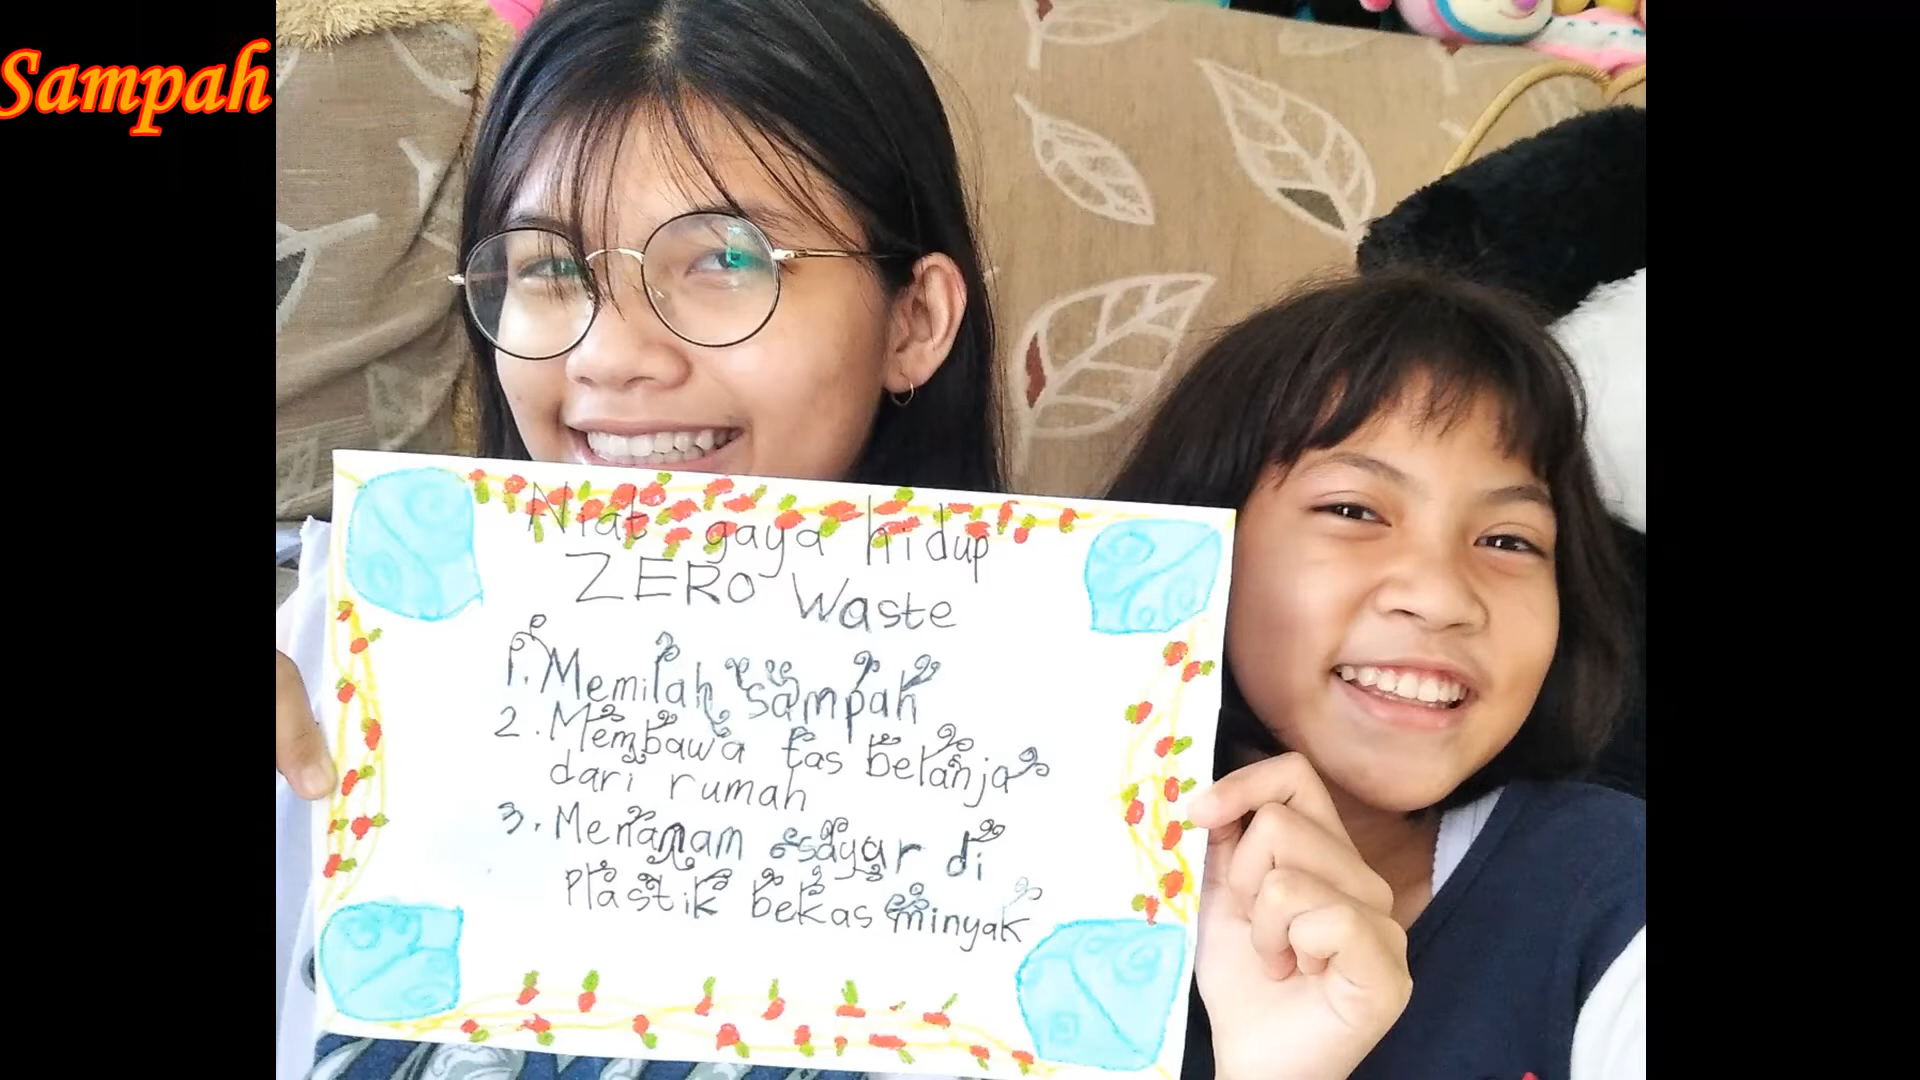 Sampah
Niat gaya hidup
ZERO Waste
1. Memilah sampah
2. Membawa tas belanja
dari rumah
3. Menanam sayur di
plastik bekas minyak